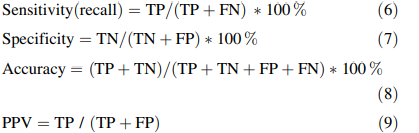 Sensitivity(recall) = TP/(TP + FN) * 100 % (6)
Specificity = TN/(TN + FP) * 100 % (7)
Accuracy = (TP + TN)/(TP + TN + FP + FN) * 100 %
(8)
PPV = TP / (TP + FP) (9)